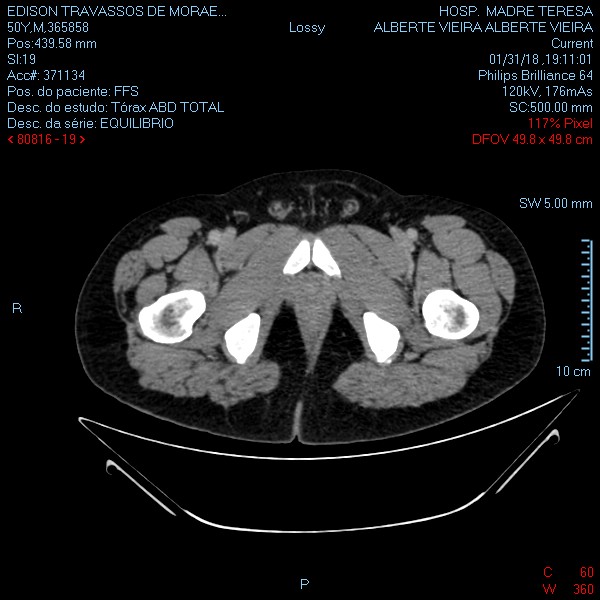 EDISON TRAVASSOS DE MORAE...
50Y,M,365858
Pos:439.58 mm
Sl:19
Acc#: 371134
Pos. do paciente: FFS
Desc. do estudo: Tórax ABD TOTAL
Desc. da série: EQUILIBRIO
< 80816 - 19 >
Lossy
HOSP. MADRE TERESA
ALBERTE VIEIRA ALBERTE VIEIRA
Current
01/31/18 ,19:11:01
Philips Brilliance 64
120kV, 176mAs
SC:500.00 mm
117% Pixel
DFOV 49.8 x 49.8 cm
SW 5.00 mm
R
10 cm
P
C 60
W 360